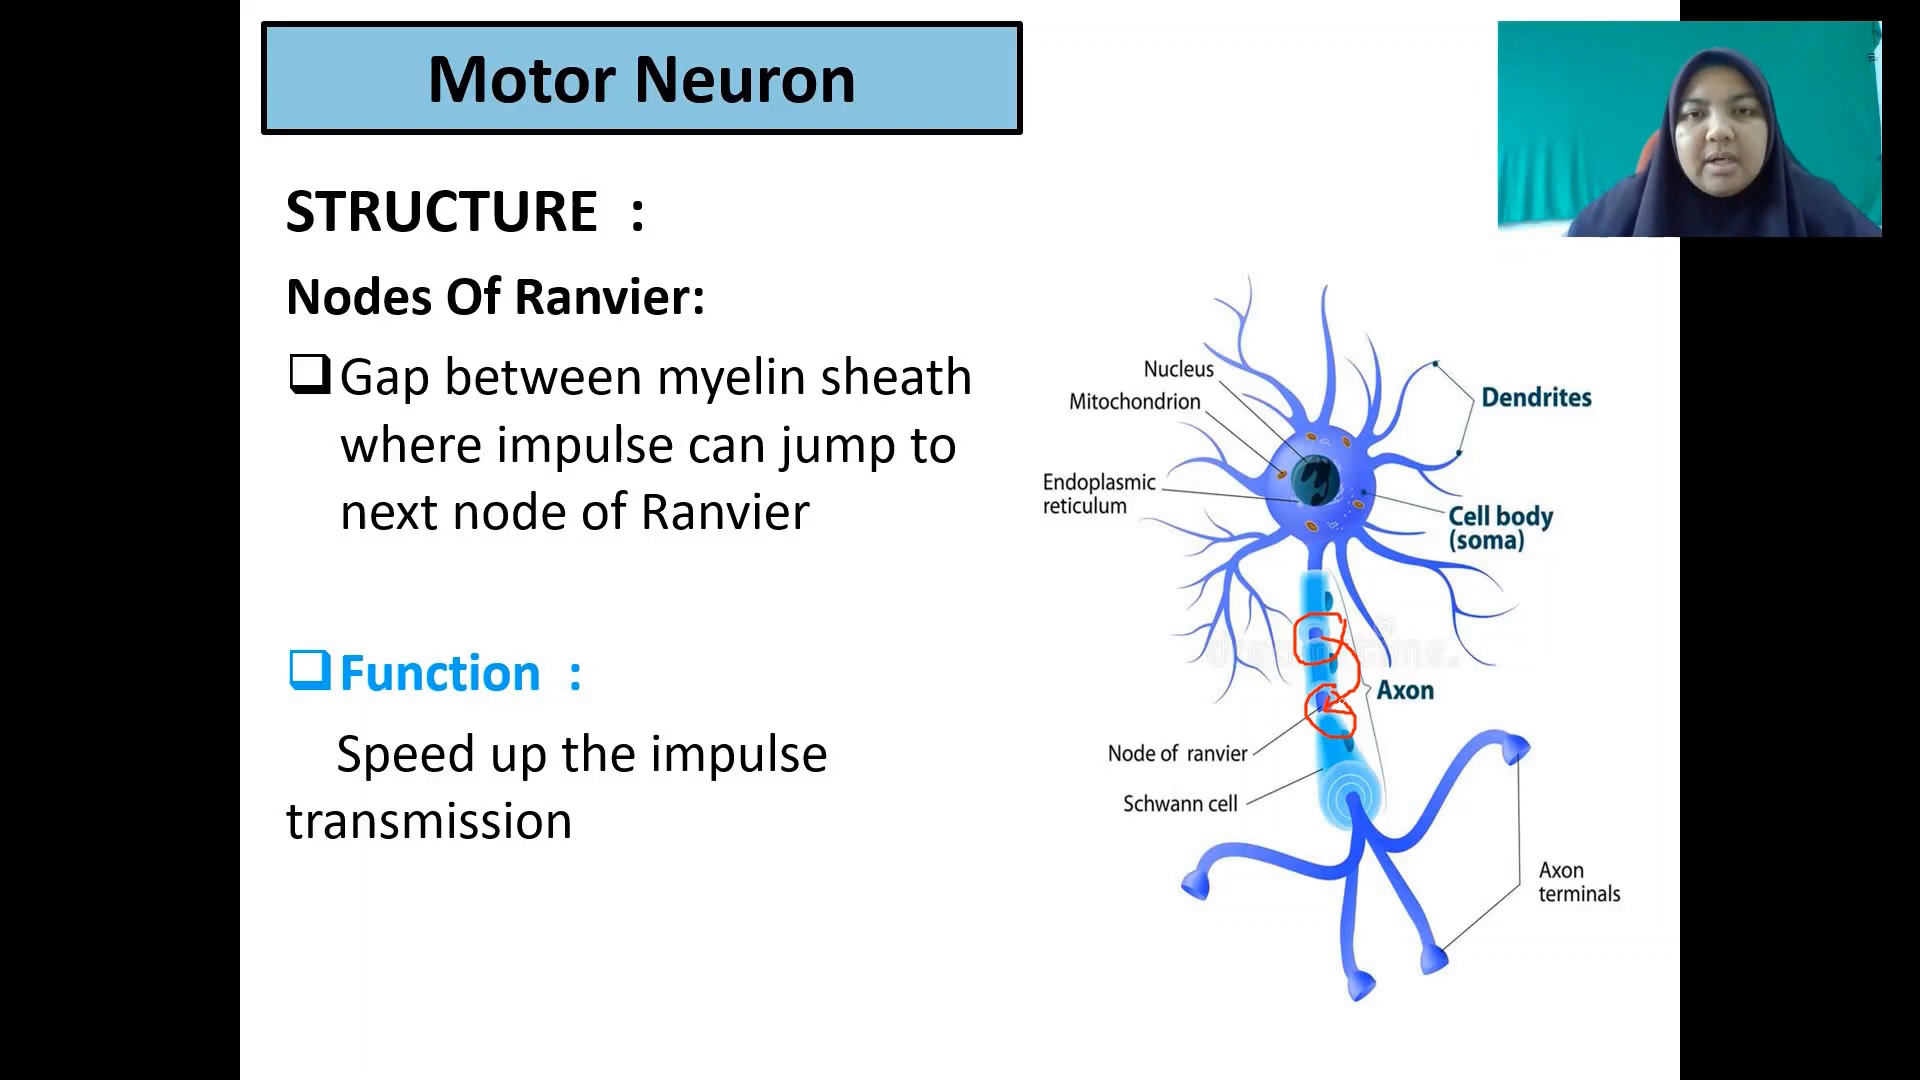 Motor Neuron
STRUCTURE :
Nodes Of Ranvier:
Gap between myelin sheath
where impulse can jump to
next node of Ranvier
Function :
Speed up the impulse
transmission
Nucleus
Mitochondrion
Endoplasmic
reticulum
Dendrites
Cell body
(soma)
Axon
Node of ranvier
Schwann cell
Axon
terminals